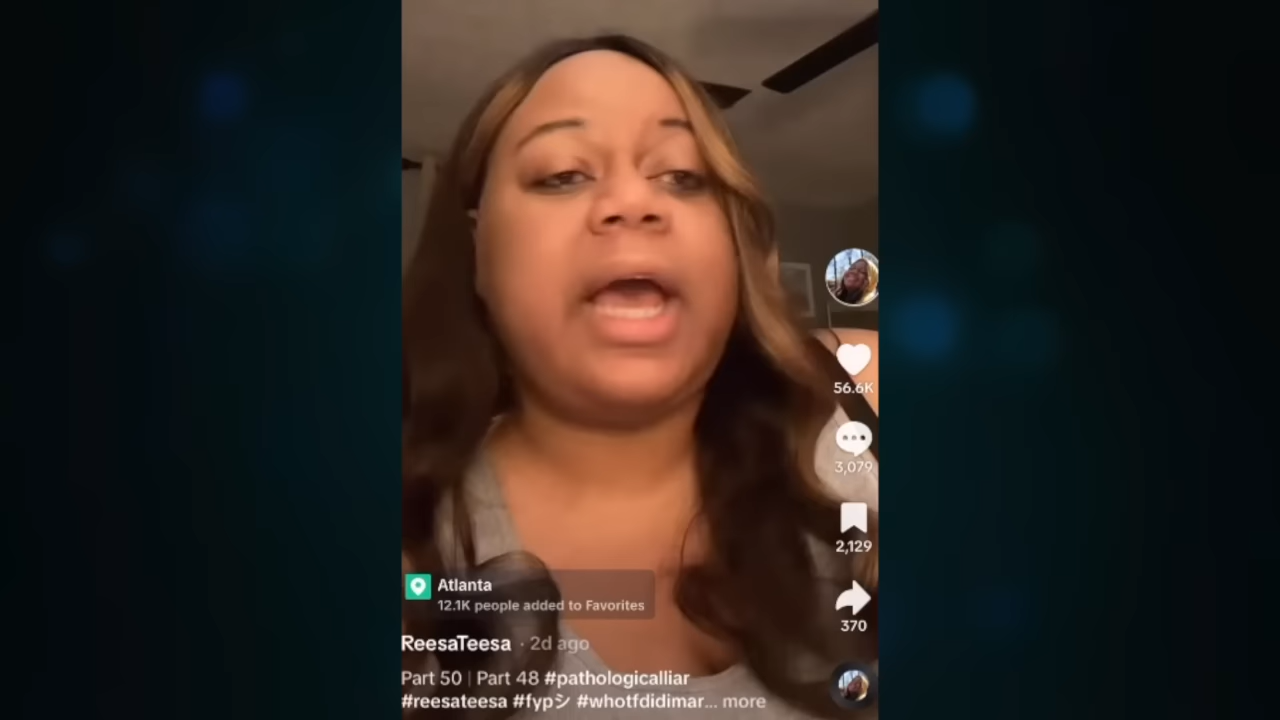 56.6K
3,079
2,129
370
Atlanta
12.1K people added to Favorites
ReesaTeesa · 2d ago
Part 50 | Part 48 #pathologicalliar
#reesateesa #fypシ #whotfdidimar... more